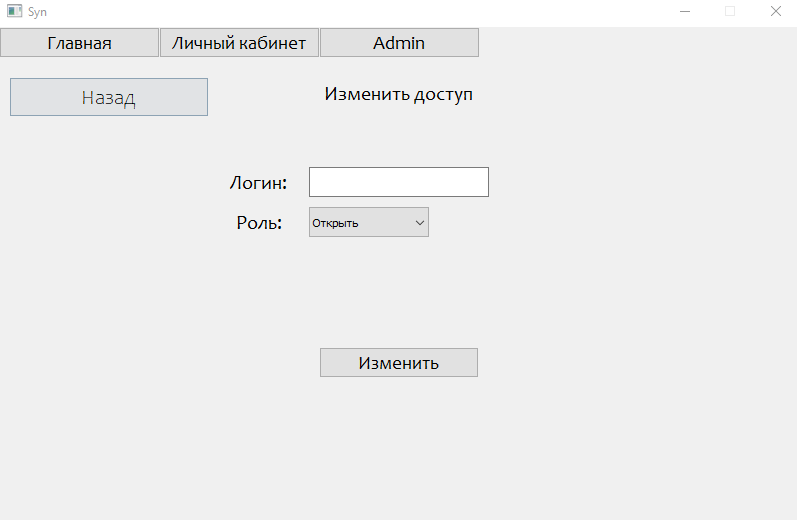 Syn
Главная Личный кабинет Admin
Назад
Изменить доступ
Логин:
Роль: Открыть
Изменить